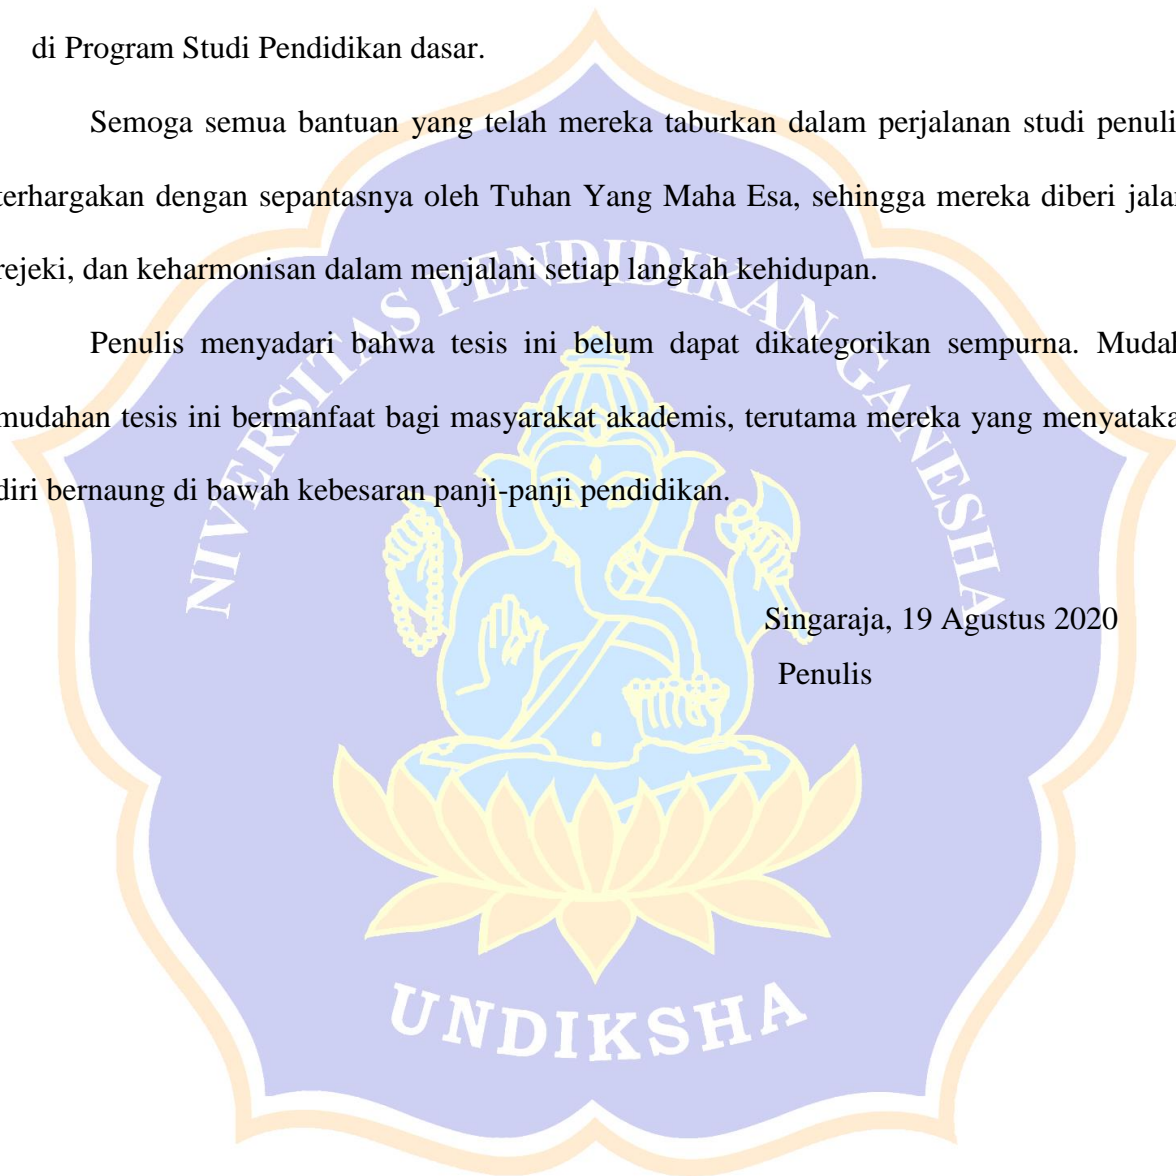 di Program Studi Pendidikan dasar.
Semoga semua bantuan yang telah mereka taburkan dalam perjalanan studi penuli
terhargakan dengan sepantasnya oleh Tuhan Yang Maha Esa, sehingga mereka diberi jalan
rejeki, dan keharmonisan dalam menjalani setiap langkah kehidupan.
Penulis menyadari bahwa tesis ini belum dapat dikategorikan sempurna. Mudah
mudahan tesis ini bermanfaat bagi masyarakat akademis, terutama mereka yang menyataka
diri bernaung di bawah kebesaran panji-panji pendidikan.
Singaraja, 19 Agustus 2020
Penulis
NIVERSITAS PENDIDIKAN GANESHA
UNDIKSHA